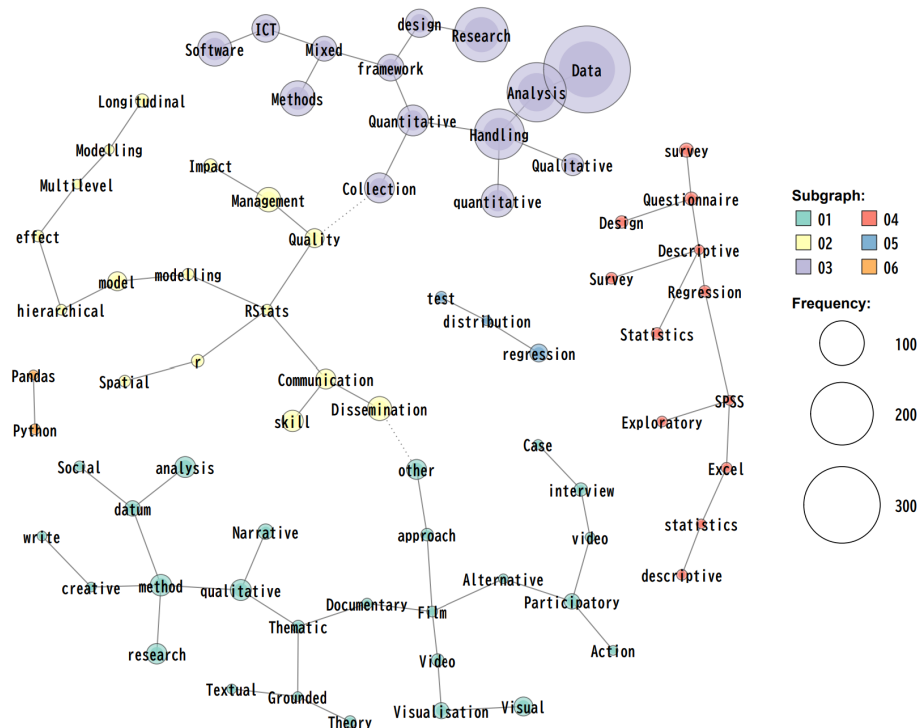 ICT
design
Software
Mixed
Research
framework
Data
Methods
Analysis
Longitudinal
Quantitative
Handling
Modelling
survey
Impact
Qualitative
Multilevel
Collection
Management
quantitative
Questionnaire
Design
effect
Quality
Descriptive
model
modelling
Survey
Regression
test
hierarchical
RStats
distribution
Statistics
regression
r
Pandas
Spatial
Communication
Dissemination
SPSS
skill
Exploratory
Python
Case
Social
analysis
other
Excel
interview
datum
statistics
write
Narrative
approach
video
descriptive
creative
method
qualitative
Alternative
Documentary
Film
Participatory
Thematic
research
Video
Action
Textual
Grounded
Visualisation
Visual
Theory
Subgraph:
01
04
02
05
03
06
Frequency:
100
200
300